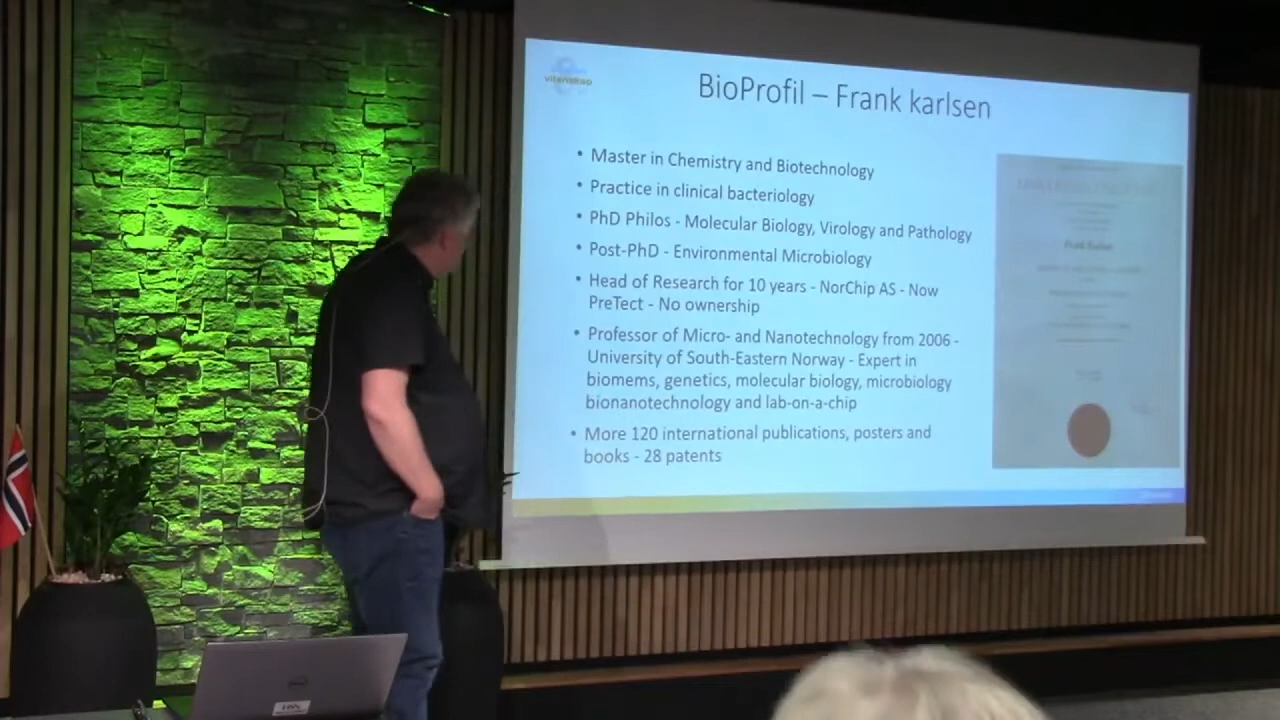 BioProfil – Frank karlsen
• Master in Chemistry and Biotechnology
• Practice in clinical bacteriology
• PhD Philos - Molecular Biology, Virology and Pathology
• Post-PhD - Environmental Microbiology
• Head of Research for 10 years - NorChip AS - Now
PreTect - No ownership
• Professor of Micro- and Nanotechnology from 2006 -
University of South-Eastern Norway - Expert in
biomems, genetics, molecular biology, microbiology
bionanotechnology and lab-on-a-chip
• More 120 international publications, posters and
books - 28 patents